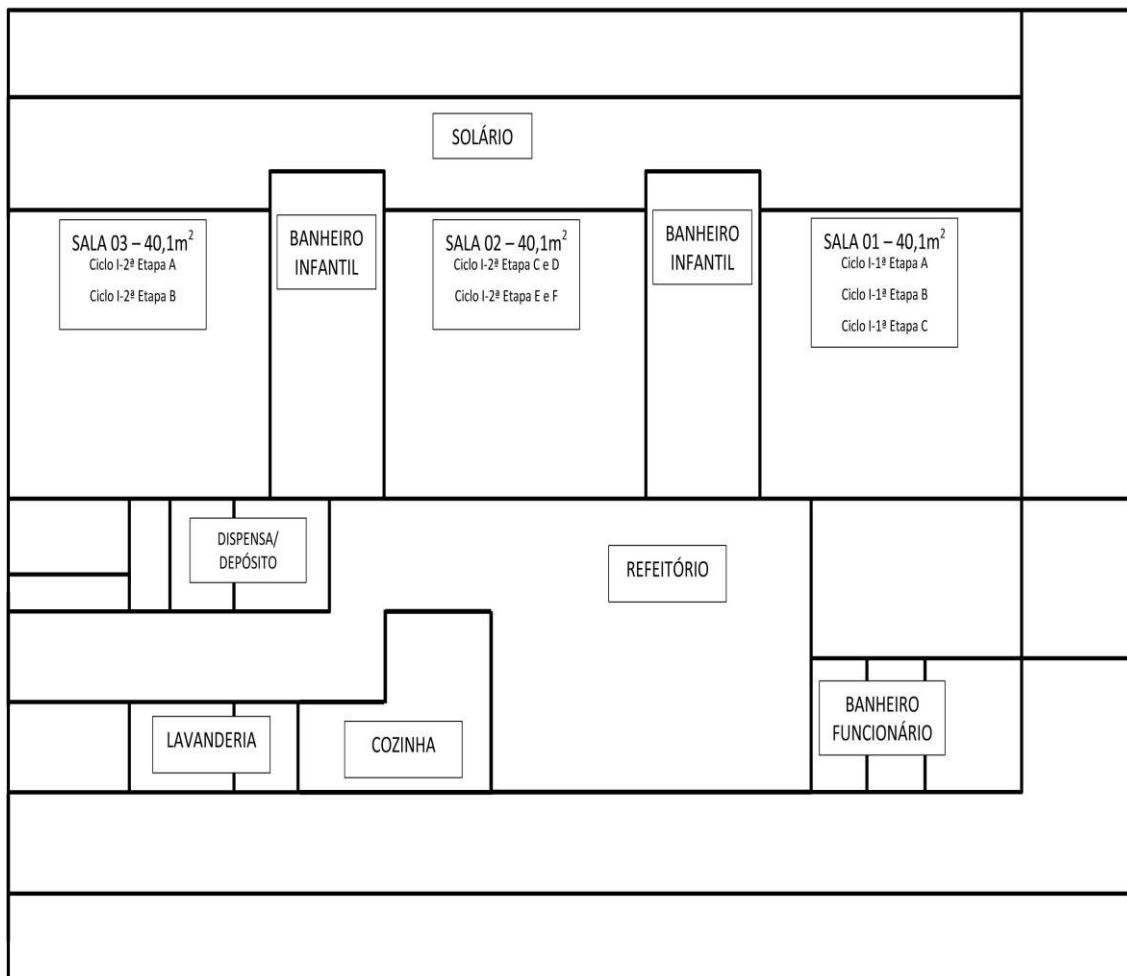 SOLÁRIO
SALA 03 – 40,1m²
Ciclo I-2ª Etapa A
Ciclo I-2ª Etapa B
BANHEIRO
INFANTIL
SALA 02 – 40,1m²
Ciclo I-2ª Etapa C e D
Ciclo I-2ª Etapa E e F
BANHEIRO
INFANTIL
SALA 01 – 40,1m²
Ciclo I-1ª Etapa A
Ciclo I-1ª Etapa B
Ciclo I-1ª Etapa C
DISPENSA/
DEPÓSITO
REFEITÓRIO
LAVANDERIA
COZINHA
BANHEIRO
FUNCIONÁRIO